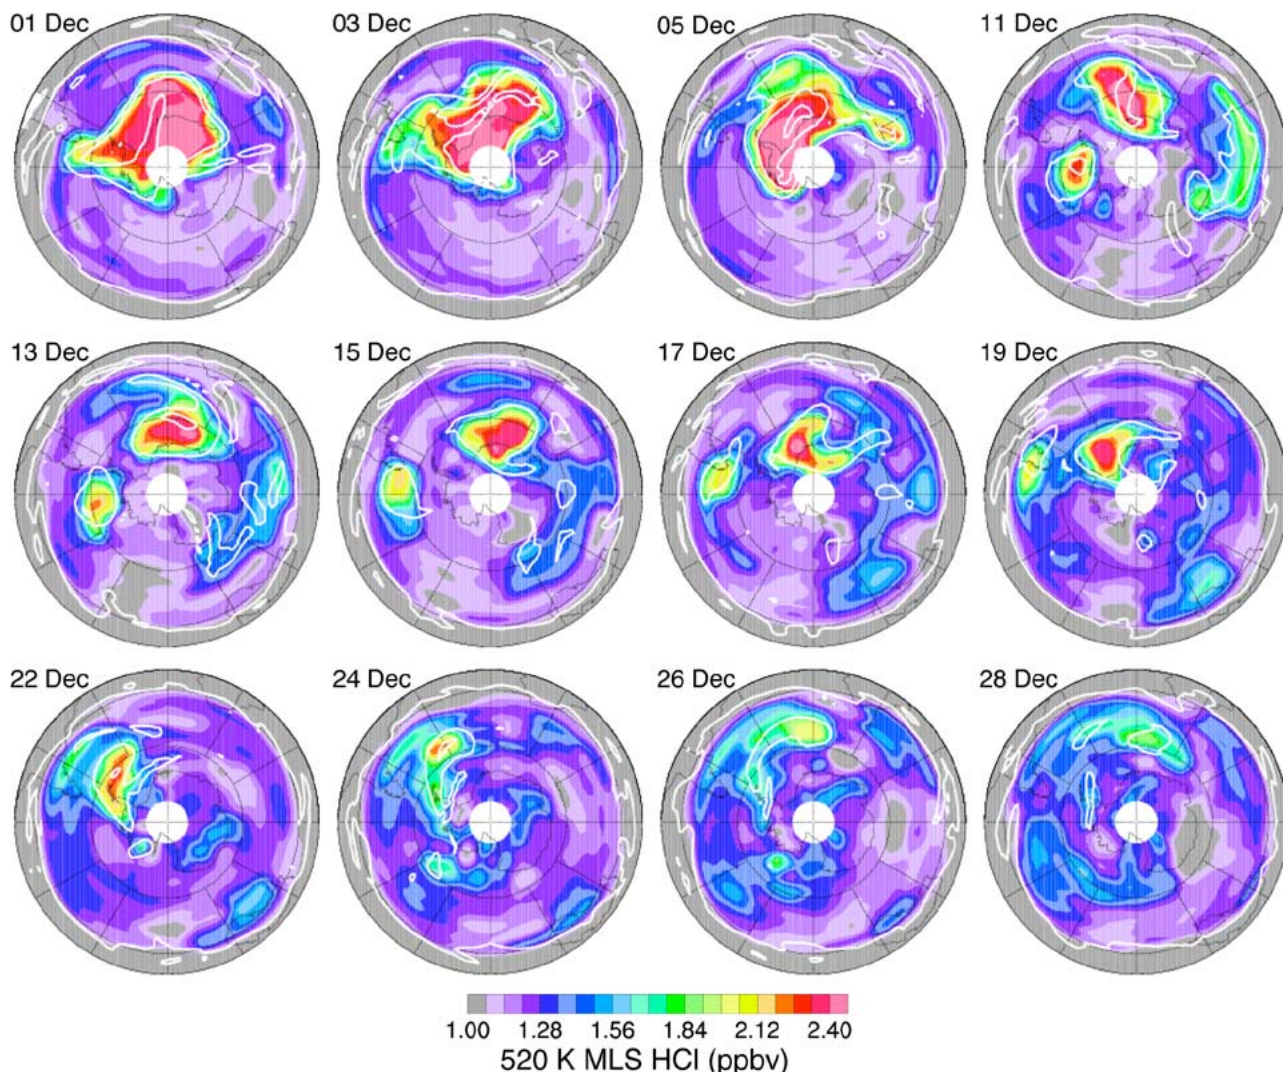 01 Dec 03 Dec 05 Dec 11 Dec
13 Dec 15 Dec 17 Dec 19 Dec
22 Dec 24 Dec 26 Dec 28 Dec
1.00 1.28 1.56 1.84 2.12 2.40
520 K MLS HCl (ppbv)